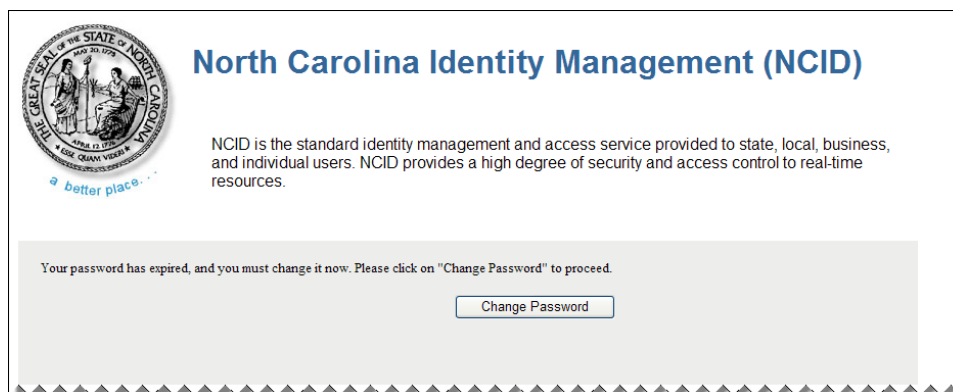 THE GREAT SEAL OF THE STATE OF NORTH CAROLINA
MAY 20, 1775
APRIL 12, 1776
★ ESSE QUAM VIDERI ★
a better place. . .
North Carolina Identity Management (NCID)
NCID is the standard identity management and access service provided to state, local, business,
and individual users. NCID provides a high degree of security and access control to real-time
resources.
Your password has expired, and you must change it now. Please click on "Change Password" to proceed.
Change Password